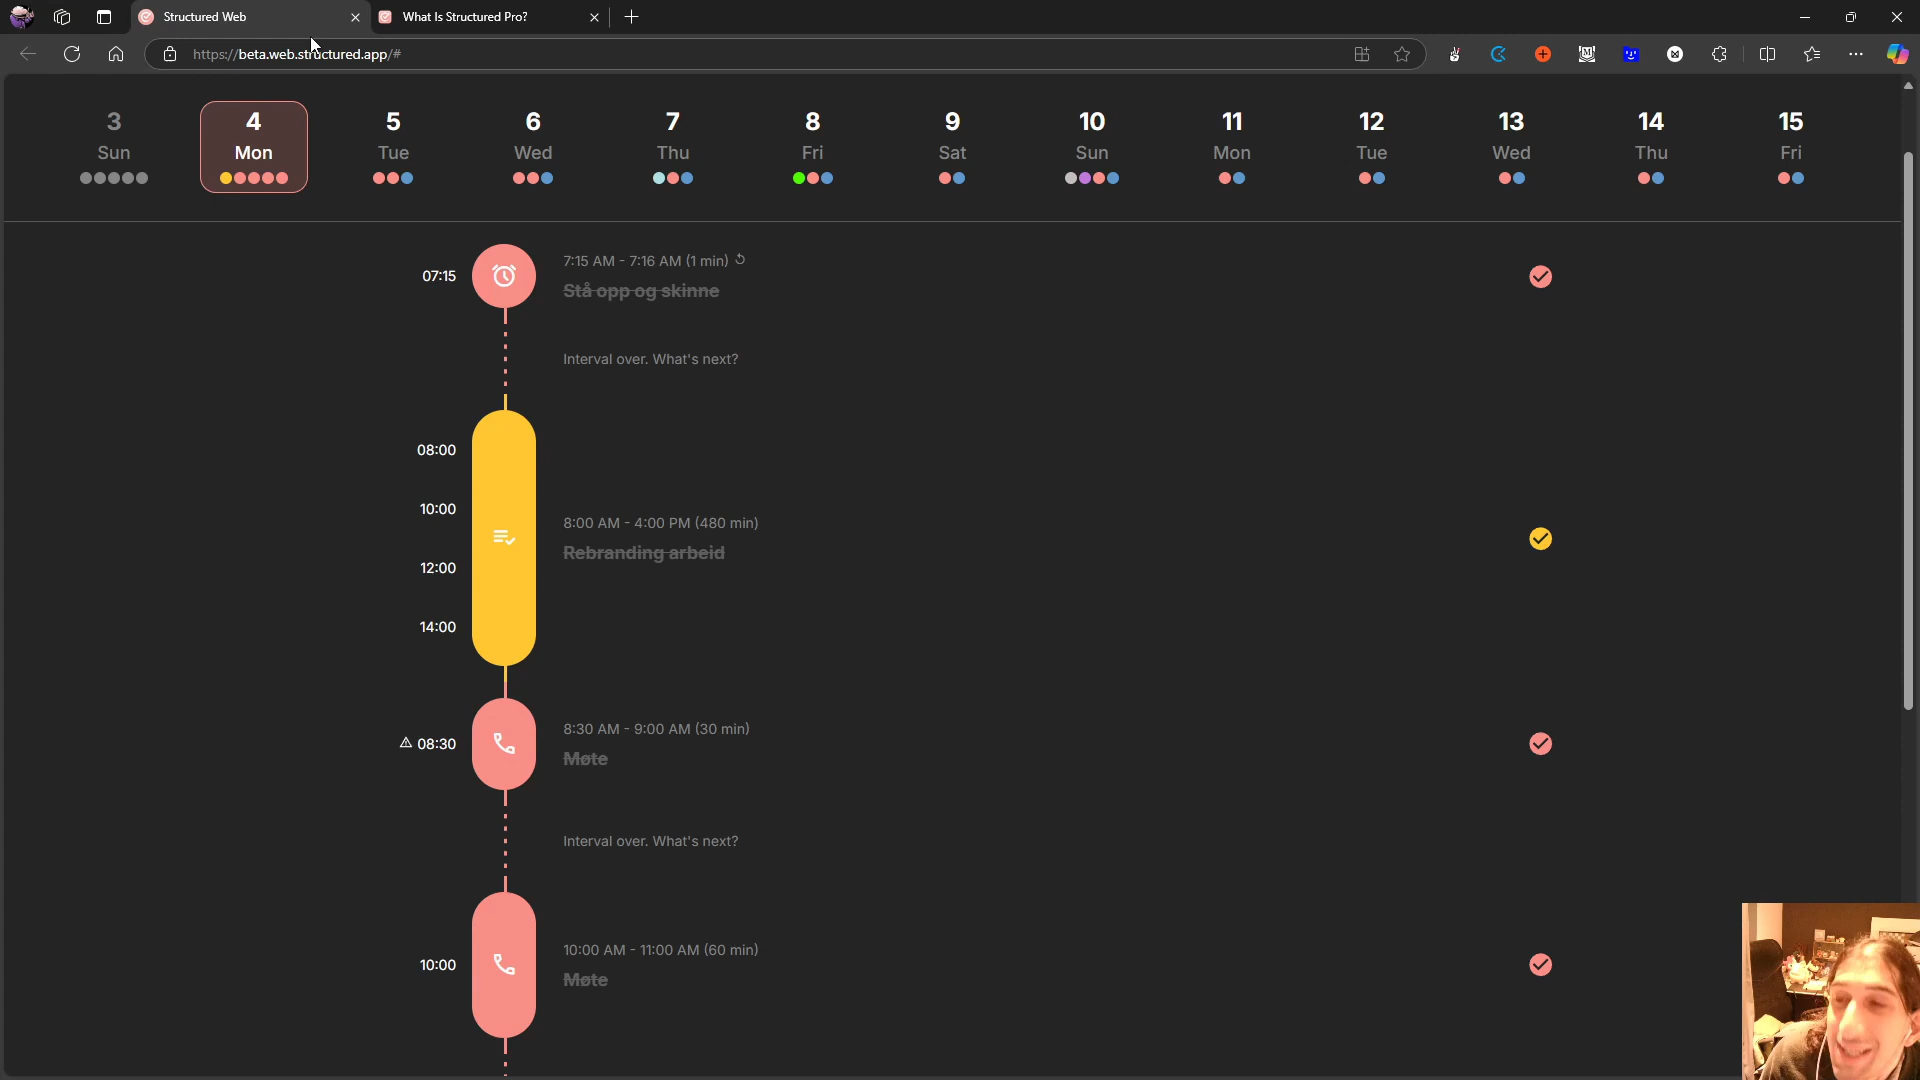 Structured Web
What Is Structured Pro?
https://beta.web.structured.app/#
3 Sun
4 Mon
5 Tue
6 Wed
7 Thu
8 Fri
9 Sat
10 Sun
11 Mon
12 Tue
13 Wed
14 Thu
15 Fri
07:15
7:15 AM - 7:16 AM (1 min)
Stå opp og skinne
Interval over. What's next?
08:00
10:00
12:00
14:00
8:00 AM - 4:00 PM (480 min)
Rebranding arbeid
08:30
8:30 AM - 9:00 AM (30 min)
Møte
Interval over. What's next?
10:00
10:00 AM - 11:00 AM (60 min)
Møte